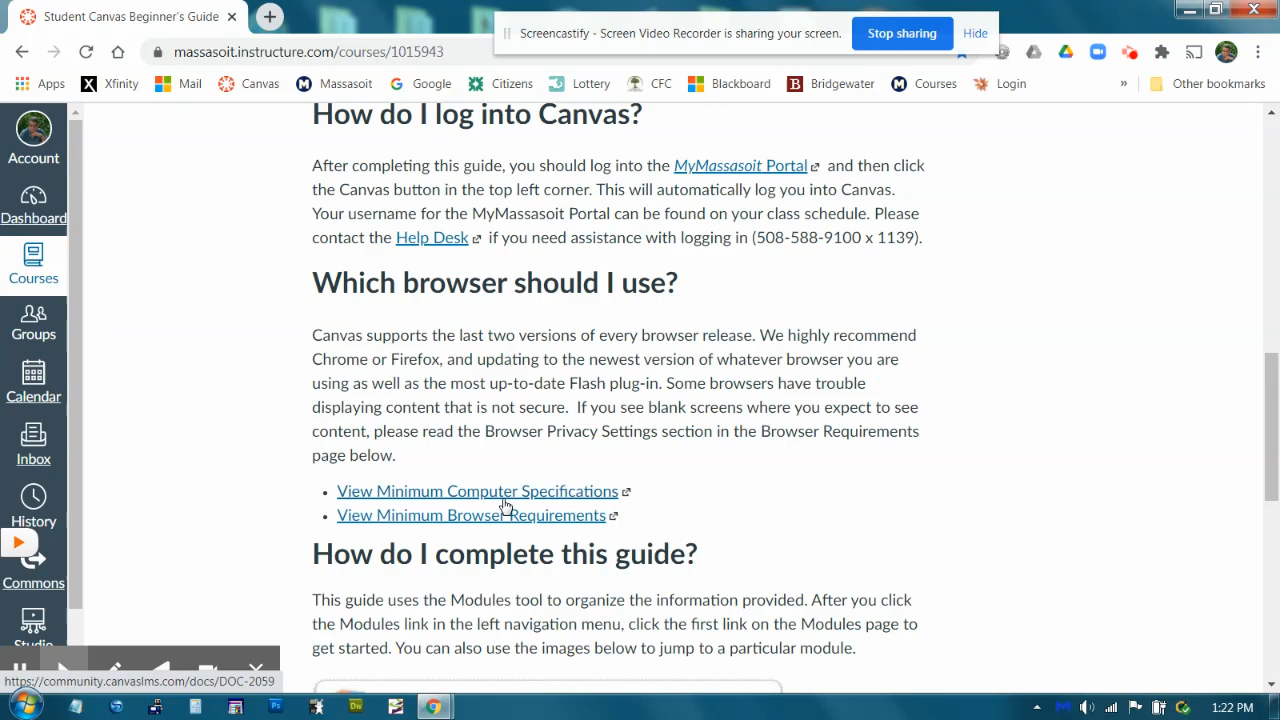 Student Canvas Beginner's Guide
Screencastify - Screen Video Recorder is sharing your screen.
Stop sharing
Hide
massasoit.instructure.com/courses/1015943
Apps
Xfinity
Mail
Canvas
Massasoit
Google
Citizens
Lottery
CFC
Blackboard
Bridgewater
Courses
Login
»
Other bookmarks
Account
Dashboard
Courses
Groups
Calendar
Inbox
History
Commons
Studio
How do I log into Canvas?
After completing this guide, you should log into the MyMassasoit Portal and then click
the Canvas button in the top left corner. This will automatically log you into Canvas.
Your username for the MyMassasoit Portal can be found on your class schedule. Please
contact the Help Desk if you need assistance with logging in (508-588-9100 x 1139).
Which browser should I use?
Canvas supports the last two versions of every browser release. We highly recommend
Chrome or Firefox, and updating to the newest version of whatever browser you are
using as well as the most up-to-date Flash plug-in. Some browsers have trouble
displaying content that is not secure. If you see blank screens where you expect to see
content, please read the Browser Privacy Settings section in the Browser Requirements
page below.
• View Minimum Computer Specifications
• View Minimum Browser Requirements
How do I complete this guide?
This guide uses the Modules tool to organize the information provided. After you click
the Modules link in the left navigation menu, click the first link on the Modules page to
get started. You can also use the images below to jump to a particular module.
https://community.canvaslms.com/docs/DOC-2059
1:22 PM